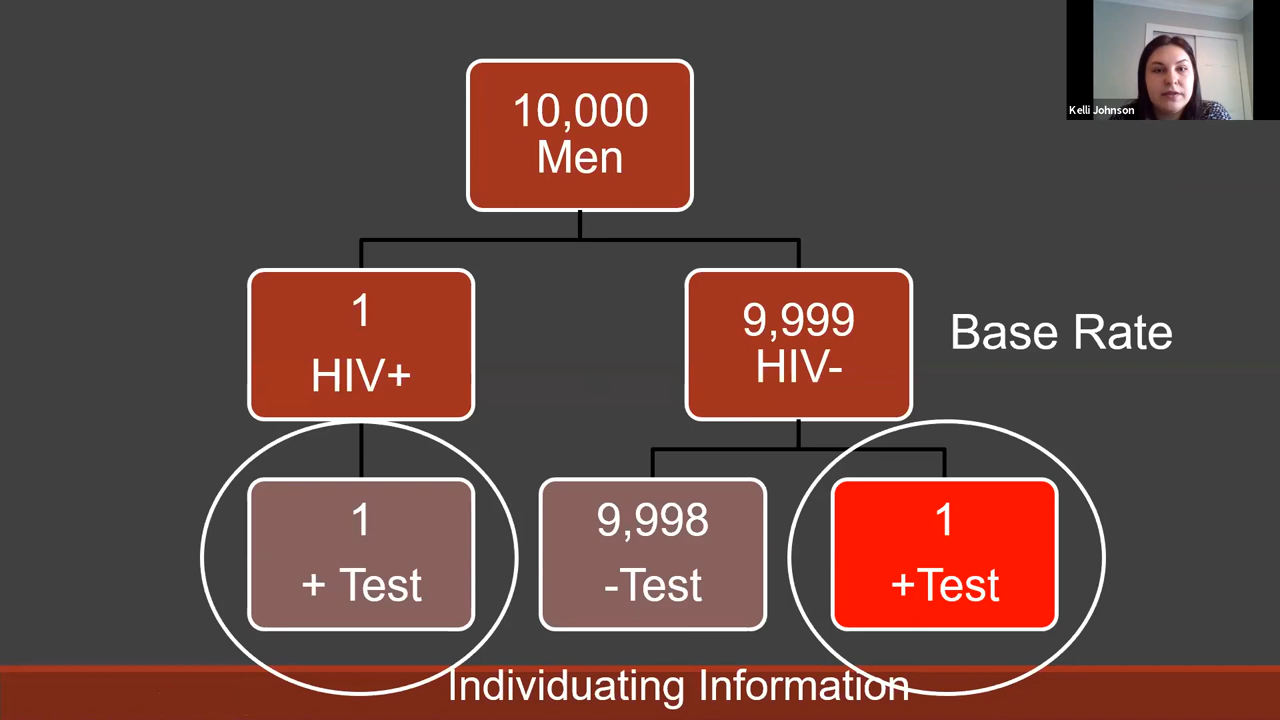 10,000
Men
Kelli Johnson
1
HIV+
9,999
HIV-
Base Rate
1
+ Test
9,998
-Test
1
+Test
Individuating Information